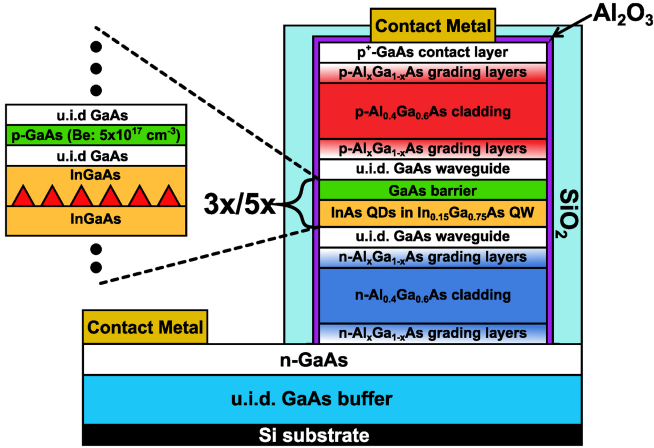 Contact Metal
Al₂O₃
p⁺-GaAs contact layer
p-AlₓGa₁₋ₓAs grading layers
p-Al₀.₄Ga₀.₆As cladding
p-AlₓGa₁₋ₓAs grading layers
u.i.d. GaAs waveguide
GaAs barrier
InAs QDs in In₀.₁₅Ga₀.₇₅As QW
u.i.d. GaAs waveguide
n-AlₓGa₁₋ₓAs grading layers
n-Al₀.₄Ga₀.₆As cladding
n-AlₓGa₁₋ₓAs grading layers
SiO₂
3x/5x
u.i.d GaAs
p-GaAs (Be: 5x10¹⁷ cm⁻³)
u.i.d GaAs
InGaAs
InGaAs
Contact Metal
n-GaAs
u.i.d. GaAs buffer
Si substrate